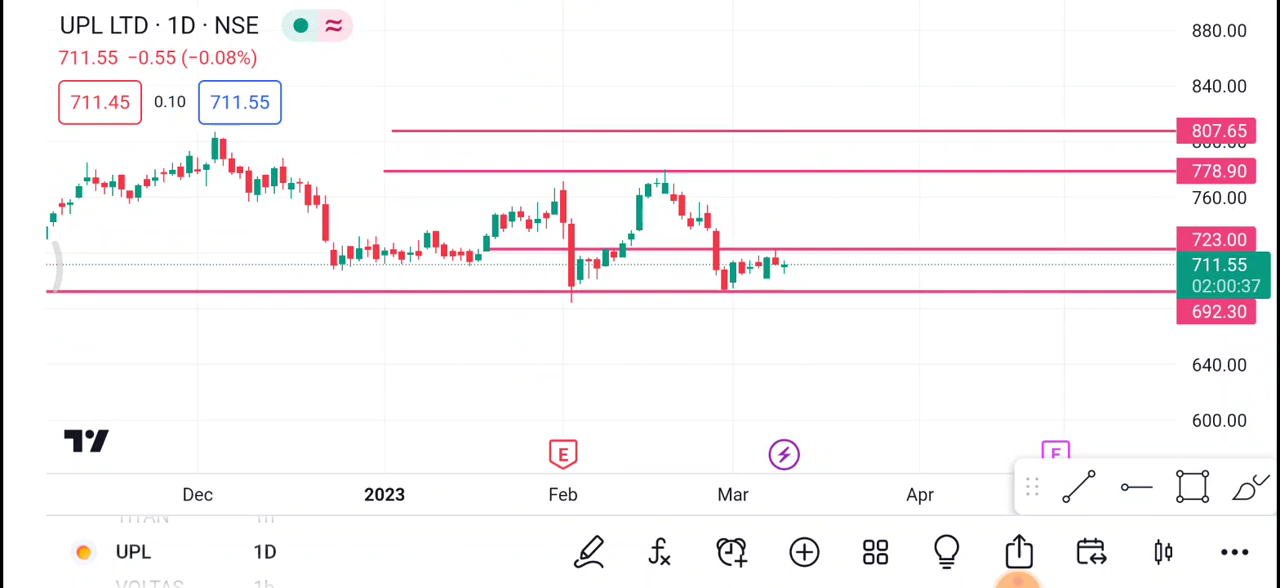 UPL LTD · 1D · NSE
711.55 −0.55 (−0.08%)
711.45 0.10 711.55
880.00
840.00
807.65
778.90
760.00
723.00
711.55
02:00:37
692.30
640.00
600.00
E
Dec 2023 Feb Mar Apr
UPL 1D